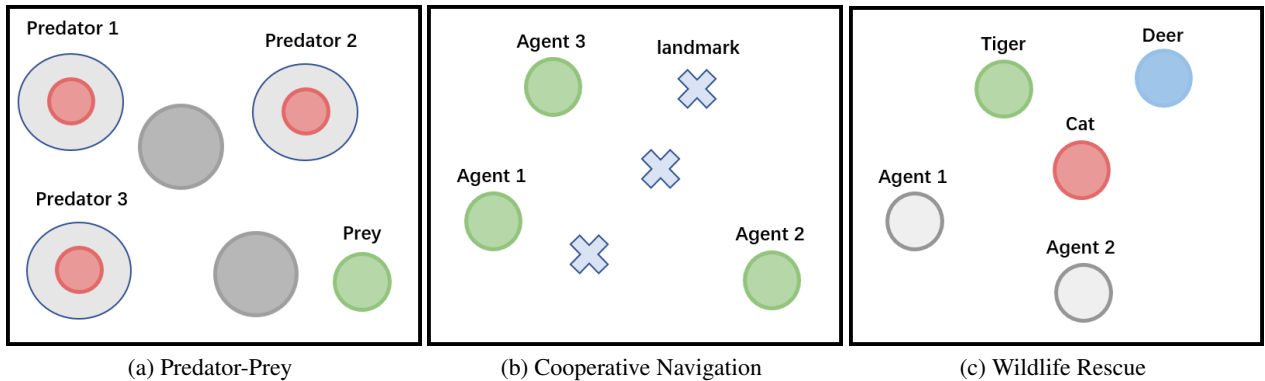 Predator 1
Predator 2
Predator 3
Prey
(a) Predator-Prey
Agent 3
landmark
Agent 1
Agent 2
(b) Cooperative Navigation
Tiger
Deer
Cat
Agent 1
Agent 2
(c) Wildlife Rescue